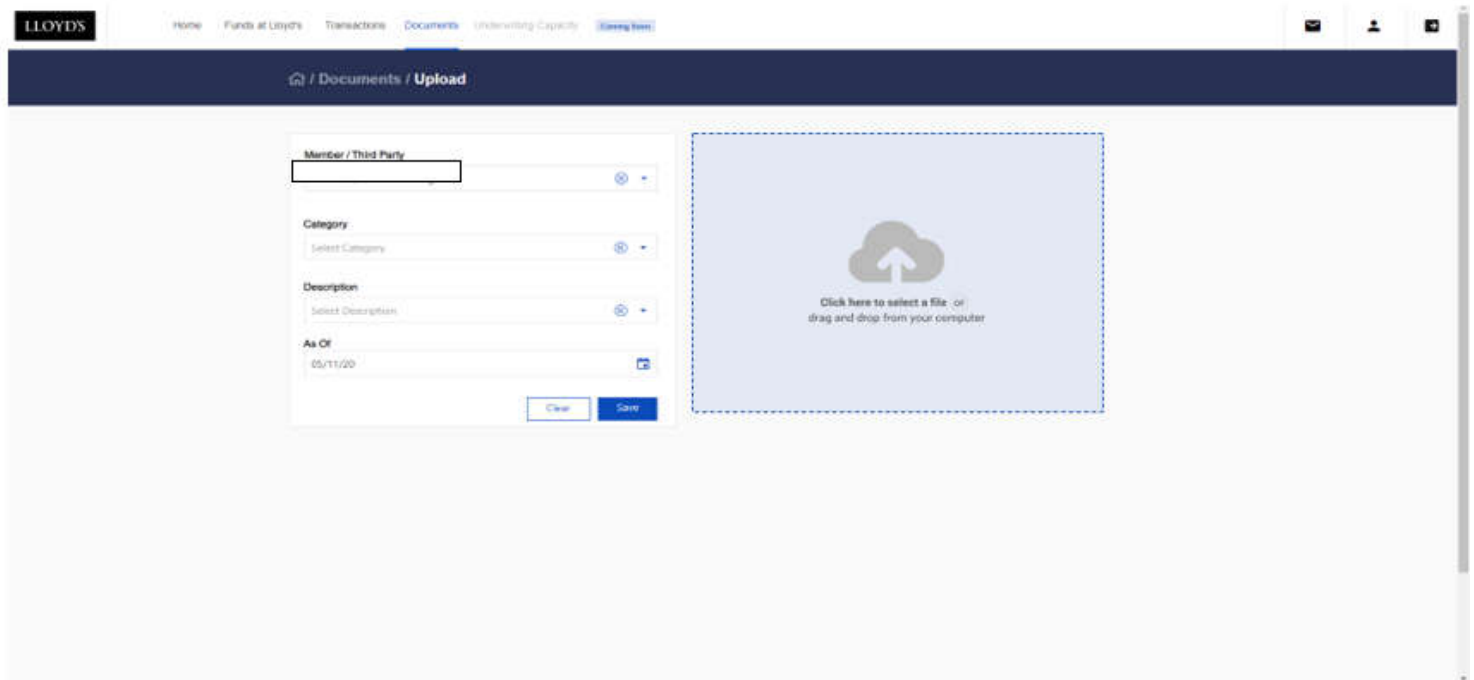 LLOYD'S
Home Funds at Lloyd's Transactions Documents Underwriting Capacity Coming Soon
/ Documents / Upload
Member / Third Party
Category
Select Category
Description
Select Description
As Of
05/11/20
Clear Save
Click here to select a file or
drag and drop from your computer